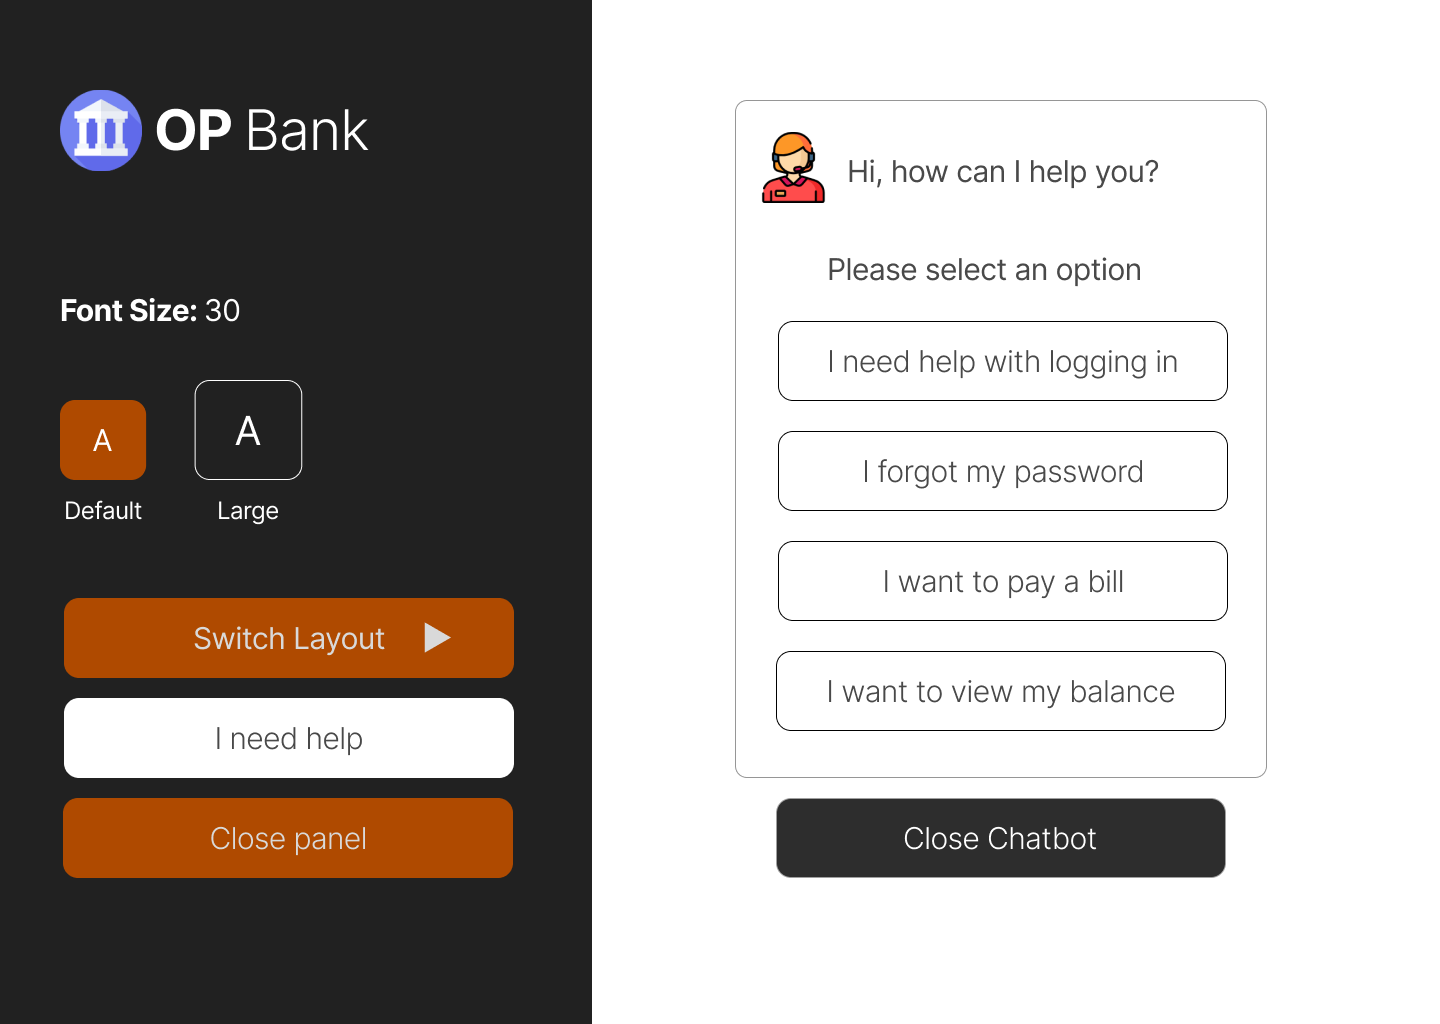 OP Bank
Font Size: 30
A
A
Default
Large
Switch Layout
I need help
Close panel
Hi, how can I help you?
Please select an option
I need help with logging in
I forgot my password
I want to pay a bill
I want to view my balance
Close Chatbot